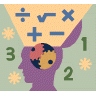 ÷ √ ×
+ −
3 1
2